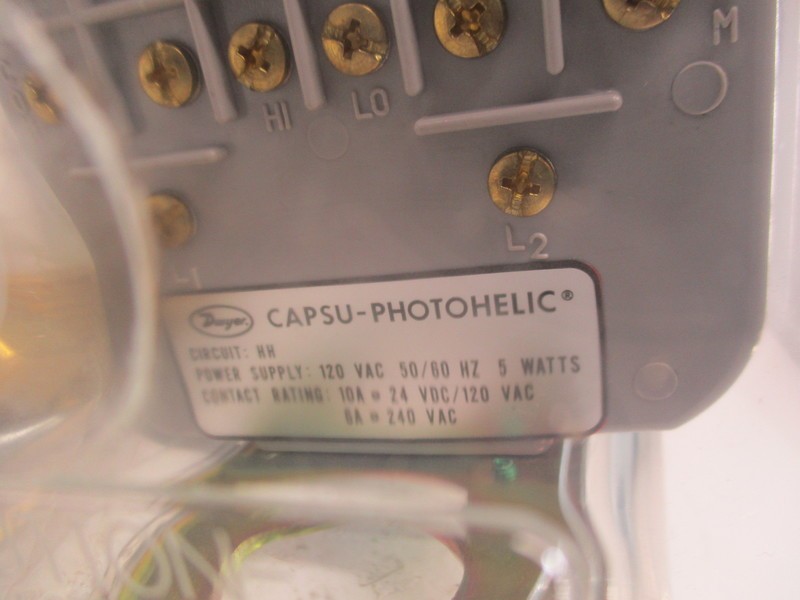 M
HI LO
L2
Dwyer. CAPSU-PHOTOHELIC®
CIRCUIT: HH
POWER SUPPLY: 120 VAC 50/60 HZ 5 WATTS
CONTACT RATING: 10A @ 24 VDC/120 VAC
6A @ 240 VAC